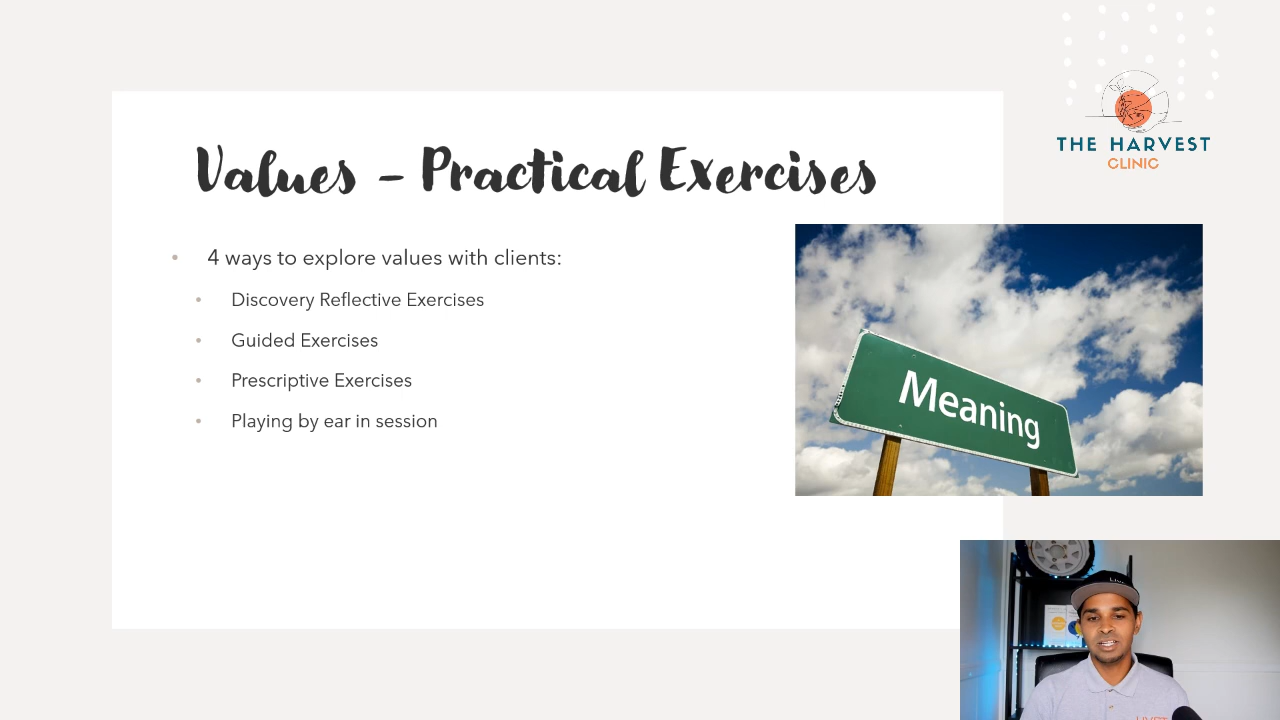 THE HARVEST
CLINIC
Values - Practical Exercises
4 ways to explore values with clients:
Discovery Reflective Exercises
Guided Exercises
Prescriptive Exercises
Playing by ear in session
Meaning